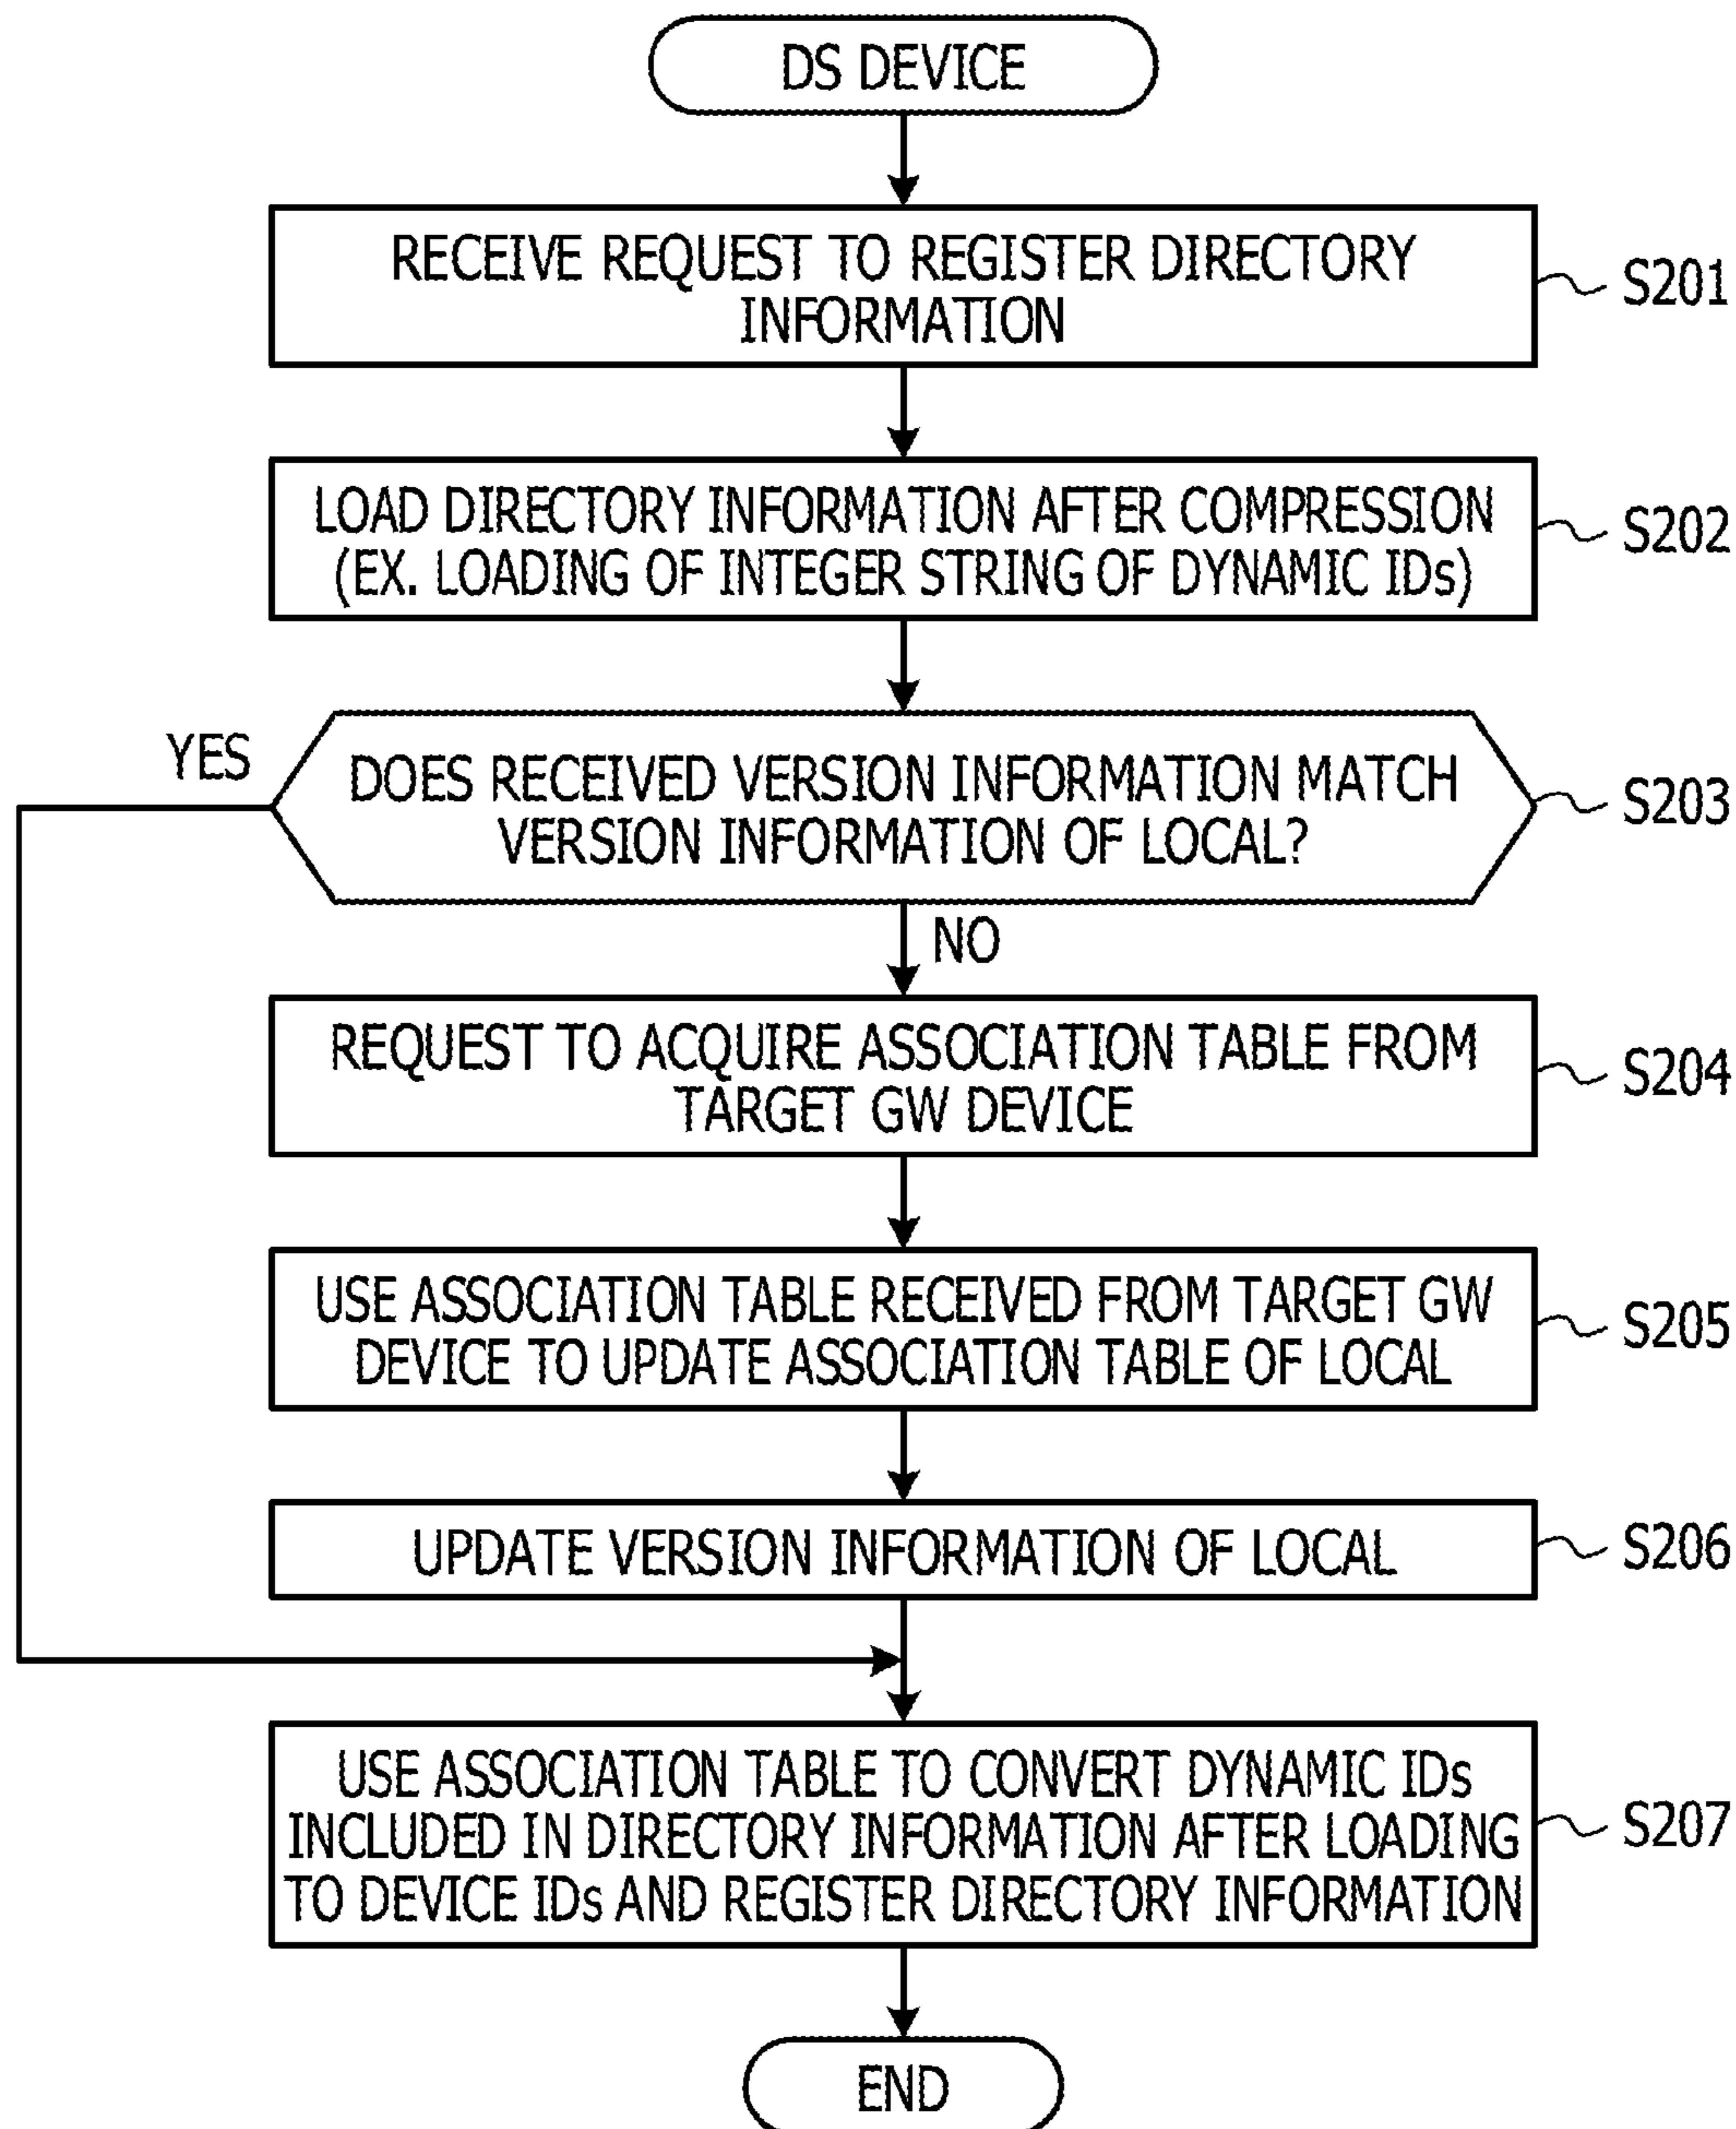 DS DEVICE
RECEIVE REQUEST TO REGISTER DIRECTORY
INFORMATION
S201
LOAD DIRECTORY INFORMATION AFTER COMPRESSION
(EX. LOADING OF INTEGER STRING OF DYNAMIC IDs)
S202
YES
DOES RECEIVED VERSION INFORMATION MATCH
VERSION INFORMATION OF LOCAL?
S203
NO
REQUEST TO ACQUIRE ASSOCIATION TABLE FROM
TARGET GW DEVICE
S204
USE ASSOCIATION TABLE RECEIVED FROM TARGET GW
DEVICE TO UPDATE ASSOCIATION TABLE OF LOCAL
S205
UPDATE VERSION INFORMATION OF LOCAL
S206
USE ASSOCIATION TABLE TO CONVERT DYNAMIC IDs
INCLUDED IN DIRECTORY INFORMATION AFTER LOADING
TO DEVICE IDs AND REGISTER DIRECTORY INFORMATION
S207
END